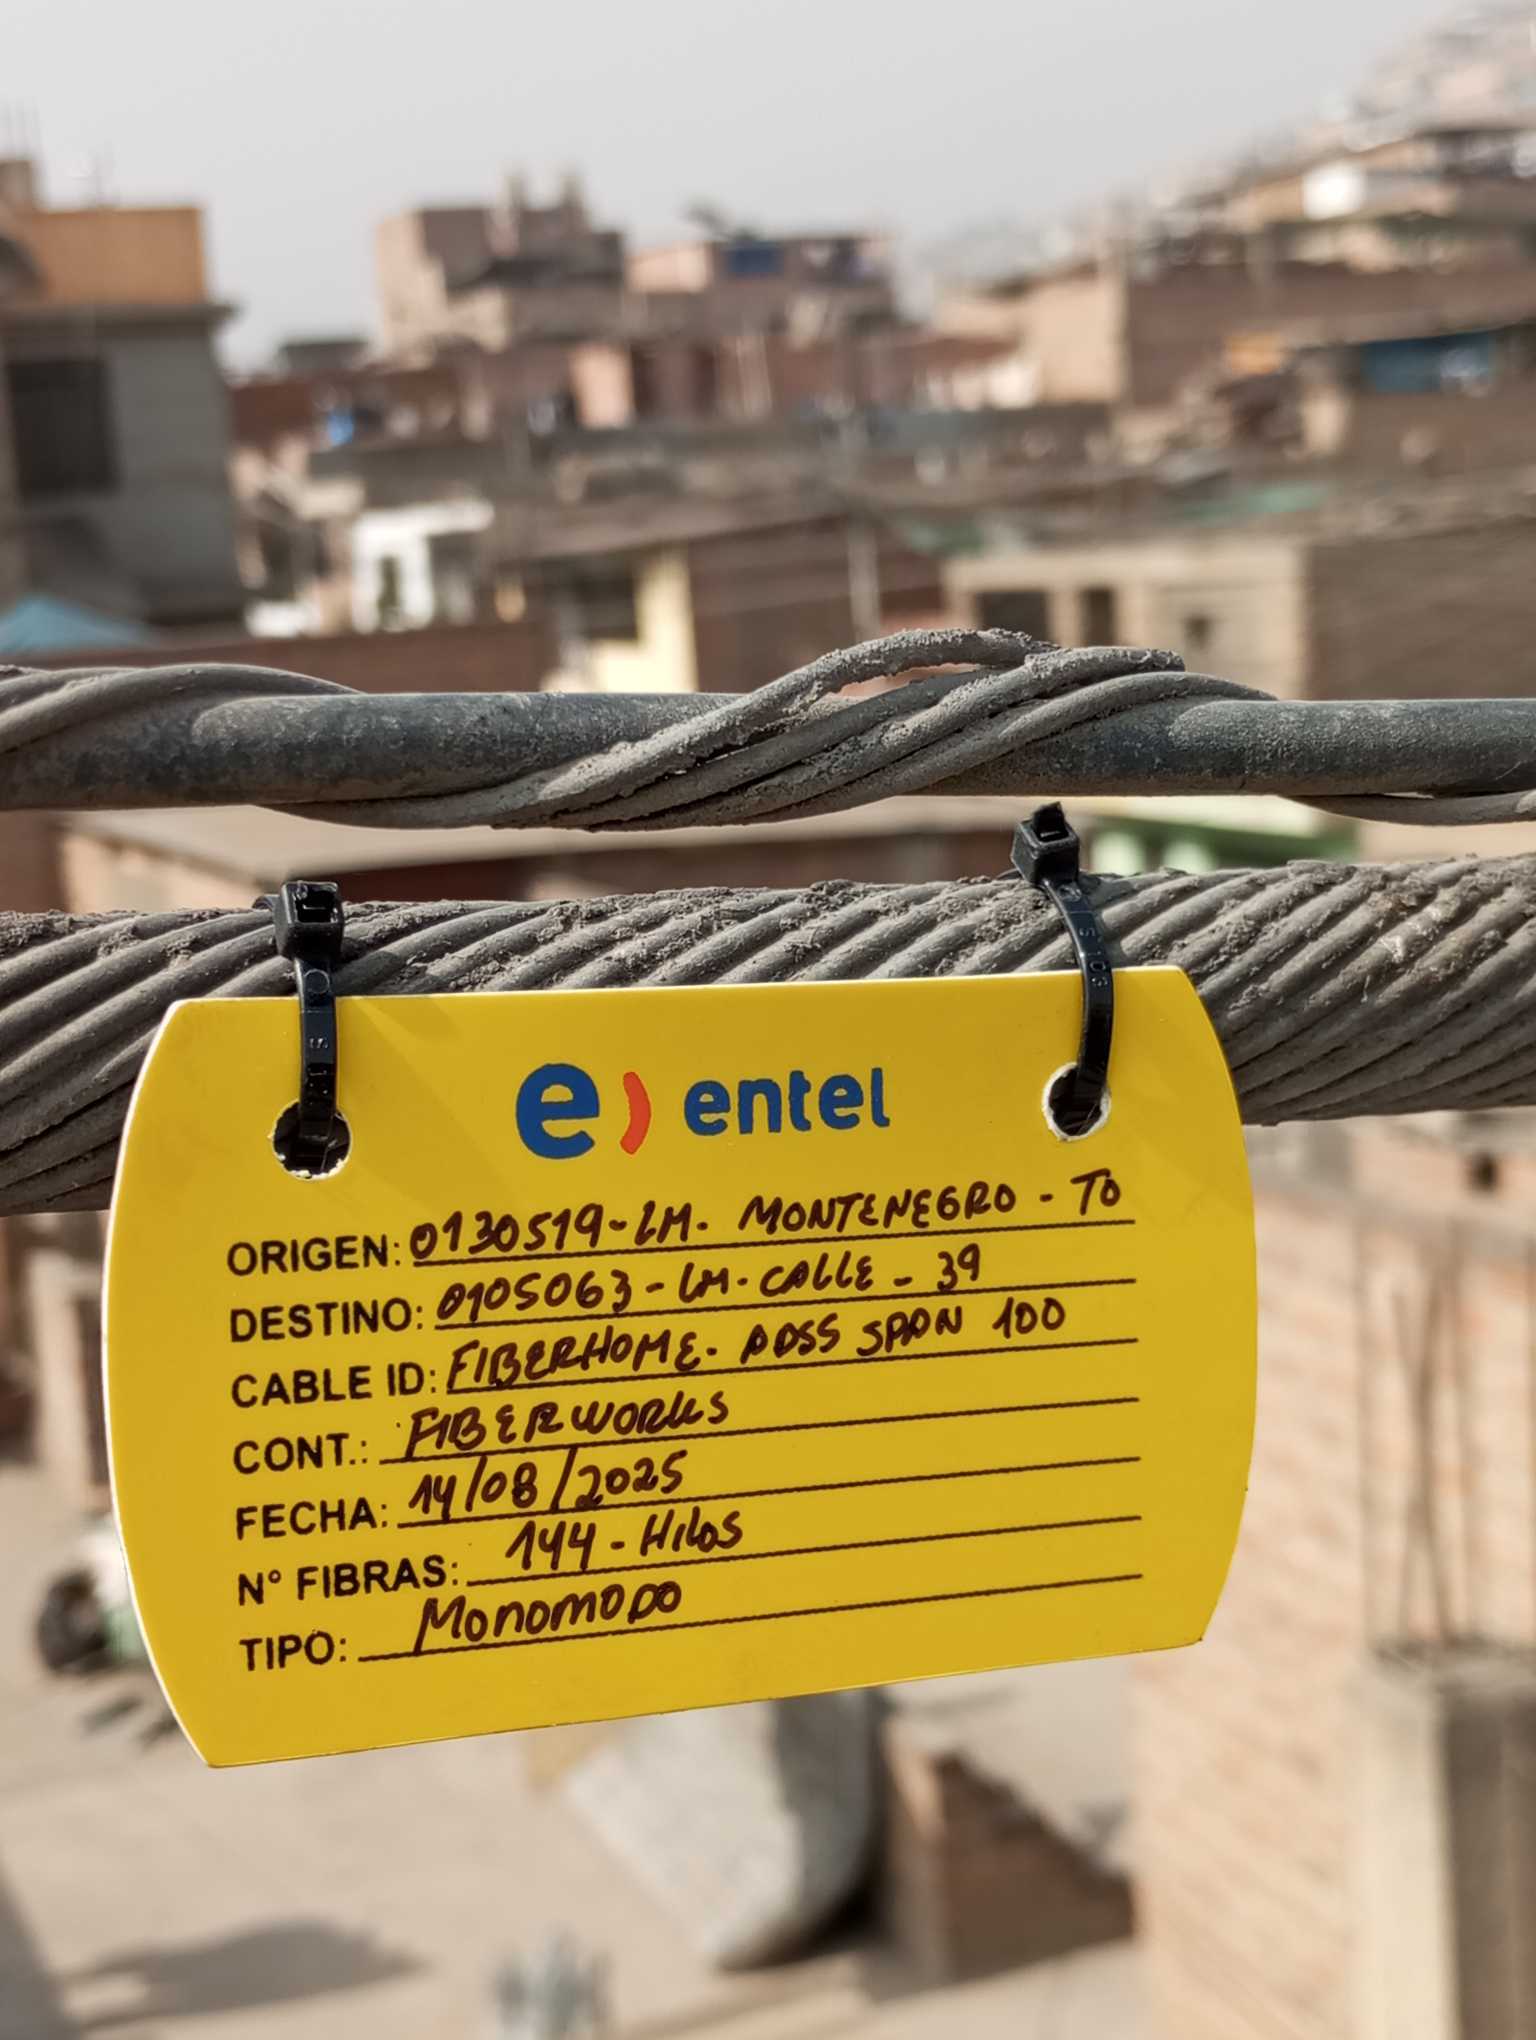 e) entel
ORIGEN: 0130519-LM. MONTENEGRO - TO
DESTINO: 0105063-LM.CALLE - 39
CABLE ID: FIBERHOME. ADSS SPAN 100
CONT.: FIBERWORKS
FECHA: 14/08/2025
N° FIBRAS: 144 - Hilos
TIPO: Monomodo